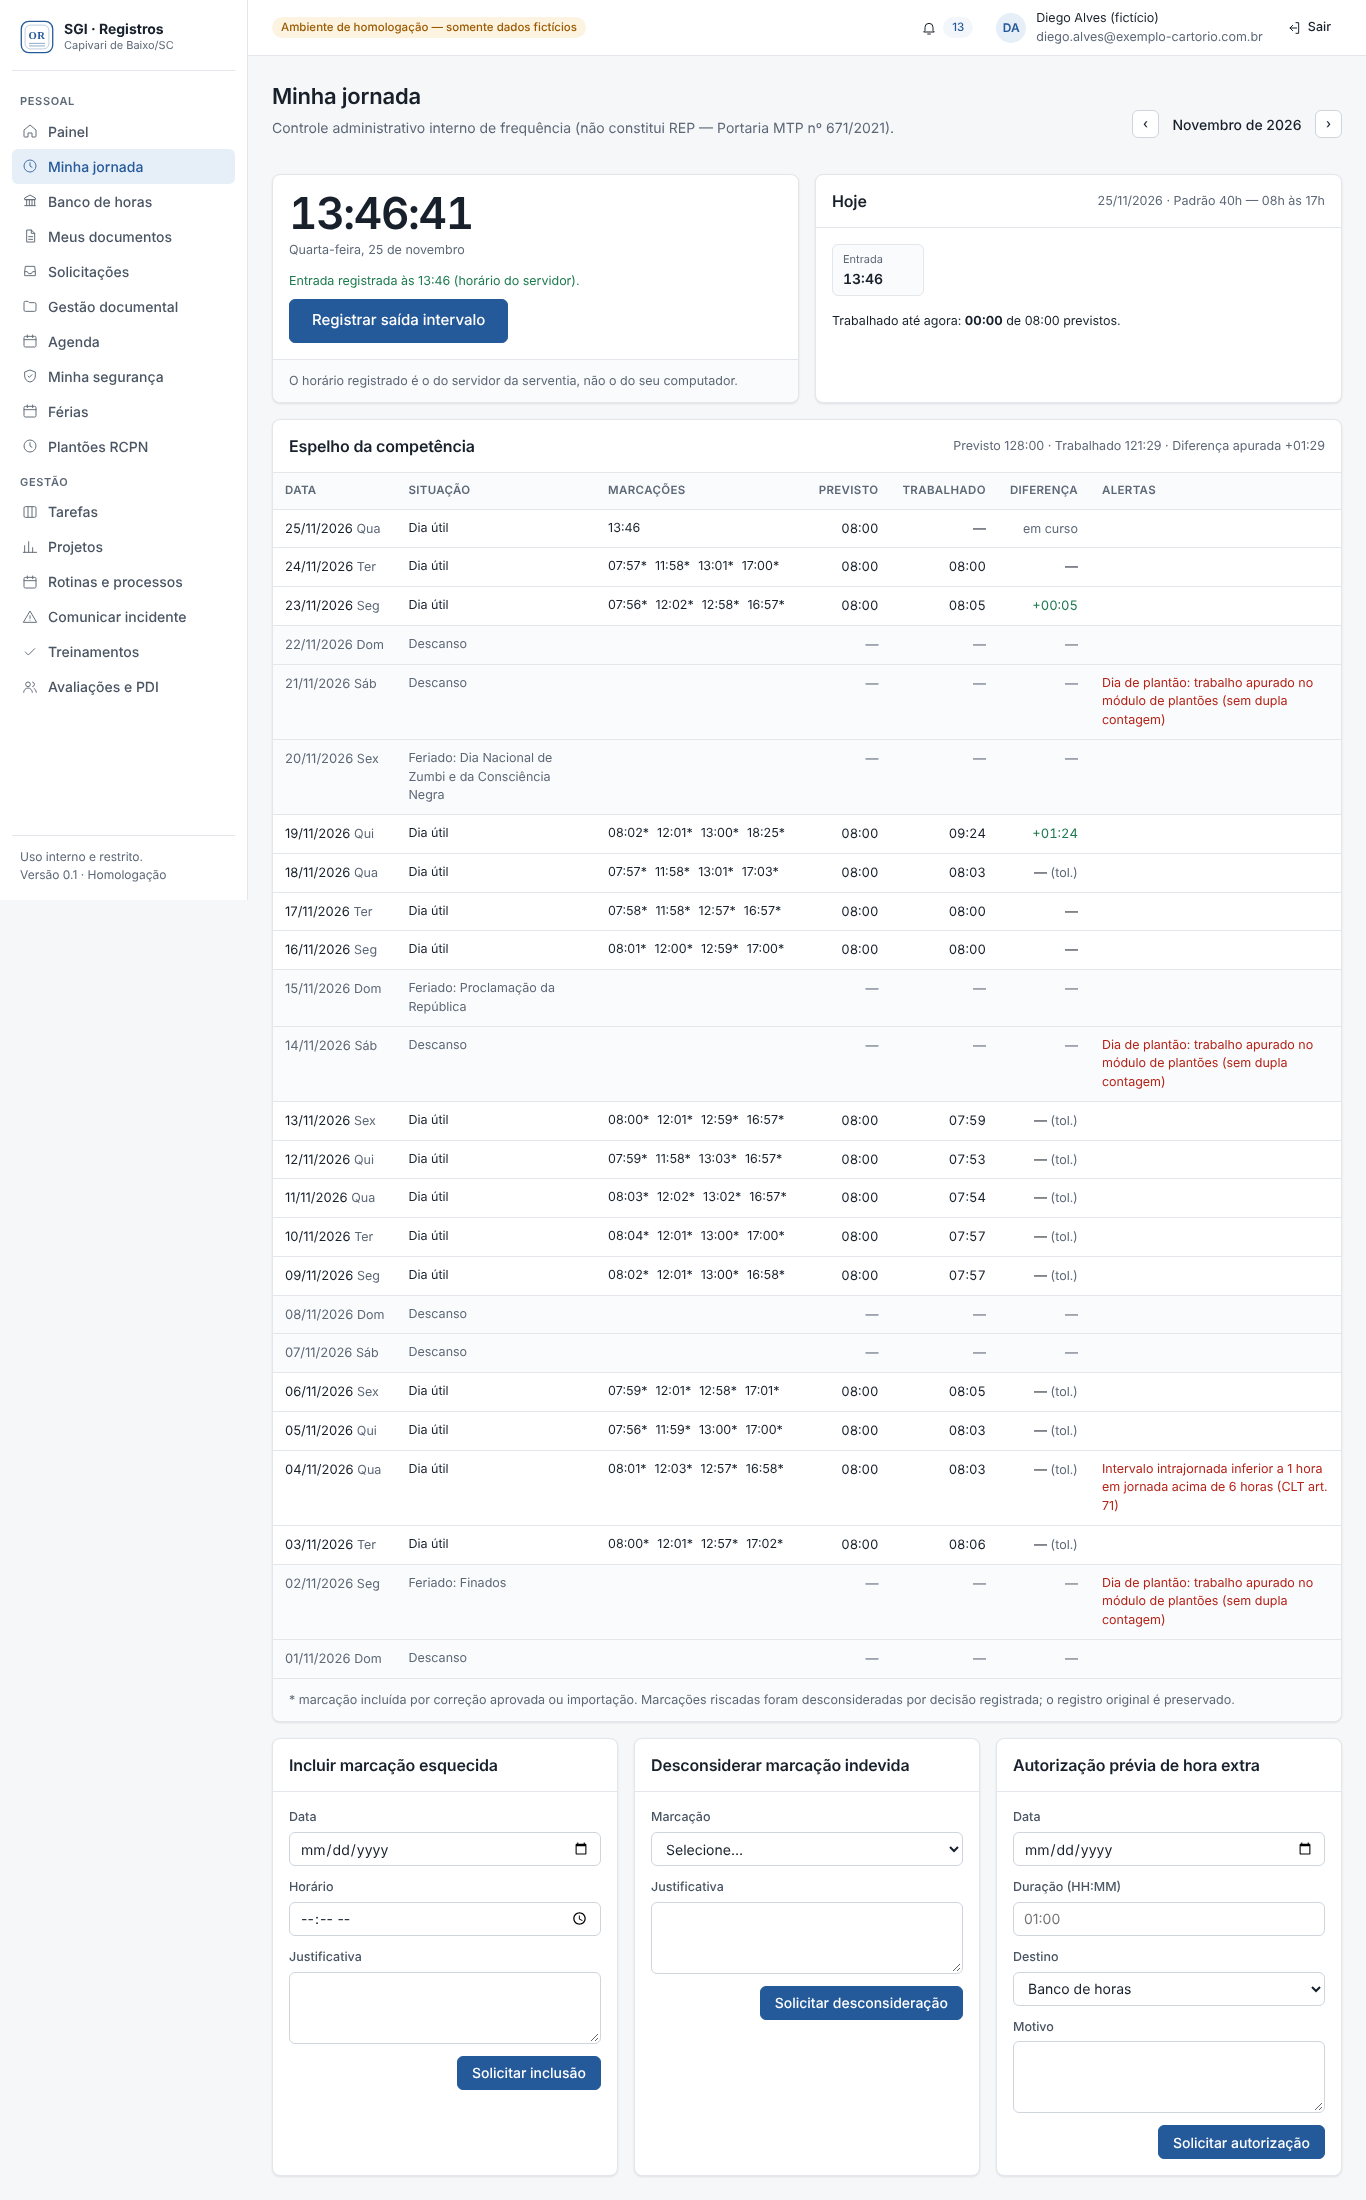 OR
SGI · Registros
Capivari de Baixo/SC
PESSOAL
Painel
Minha jornada
Banco de horas
Meus documentos
Solicitações
Gestão documental
Agenda
Minha segurança
Férias
Plantões RCPN
GESTÃO
Tarefas
Projetos
Rotinas e processos
Comunicar incidente
Treinamentos
Avaliações e PDI
Uso interno e restrito.
Versão 0.1 · Homologação
Ambiente de homologação — somente dados fictícios
13
DA
Diego Alves (fictício)
diego.alves@exemplo-cartorio.com.br
Sair
Minha jornada
Controle administrativo interno de frequência (não constitui REP — Portaria MTP nº 671/2021).
‹ Novembro de 2026 ›
13:46:41
Quarta-feira, 25 de novembro
Entrada registrada às 13:46 (horário do servidor).
Registrar saída intervalo
O horário registrado é o do servidor da serventia, não o do seu computador.
Hoje
25/11/2026 · Padrão 40h — 08h às 17h
Entrada
13:46
Trabalhado até agora: 00:00 de 08:00 previstos.
Espelho da competência
Previsto 128:00 · Trabalhado 121:29 · Diferença apurada +01:29
DATA SITUAÇÃO MARCAÇÕES PREVISTO TRABALHADO DIFERENÇA ALERTAS
25/11/2026 Qua Dia útil 13:46 08:00 — em curso
24/11/2026 Ter Dia útil 07:57* 11:58* 13:01* 17:00* 08:00 08:00 —
23/11/2026 Seg Dia útil 07:56* 12:02* 12:58* 16:57* 08:00 08:05 +00:05
22/11/2026 Dom Descanso — — —
21/11/2026 Sáb Descanso — — — Dia de plantão: trabalho apurado no
módulo de plantões (sem dupla
contagem)
20/11/2026 Sex Feriado: Dia Nacional de — — —
Zumbi e da Consciência
Negra
19/11/2026 Qui Dia útil 08:02* 12:01* 13:00* 18:25* 08:00 09:24 +01:24
18/11/2026 Qua Dia útil 07:57* 11:58* 13:01* 17:03* 08:00 08:03 — (tol.)
17/11/2026 Ter Dia útil 07:58* 11:58* 12:57* 16:57* 08:00 08:00 —
16/11/2026 Seg Dia útil 08:01* 12:00* 12:59* 17:00* 08:00 08:00 —
15/11/2026 Dom Feriado: Proclamação da — — —
República
14/11/2026 Sáb Descanso — — — Dia de plantão: trabalho apurado no
módulo de plantões (sem dupla
contagem)
13/11/2026 Sex Dia útil 08:00* 12:01* 12:59* 16:57* 08:00 07:59 — (tol.)
12/11/2026 Qui Dia útil 07:59* 11:58* 13:03* 16:57* 08:00 07:53 — (tol.)
11/11/2026 Qua Dia útil 08:03* 12:02* 13:02* 16:57* 08:00 07:54 — (tol.)
10/11/2026 Ter Dia útil 08:04* 12:01* 13:00* 17:00* 08:00 07:57 — (tol.)
09/11/2026 Seg Dia útil 08:02* 12:01* 13:00* 16:58* 08:00 07:57 — (tol.)
08/11/2026 Dom Descanso — — —
07/11/2026 Sáb Descanso — — —
06/11/2026 Sex Dia útil 07:59* 12:01* 12:58* 17:01* 08:00 08:05 — (tol.)
05/11/2026 Qui Dia útil 07:56* 11:59* 13:00* 17:00* 08:00 08:03 — (tol.)
04/11/2026 Qua Dia útil 08:01* 12:03* 12:57* 16:58* 08:00 08:03 — (tol.) Intervalo intrajornada inferior a 1 hora
em jornada acima de 6 horas (CLT art.
71)
03/11/2026 Ter Dia útil 08:00* 12:01* 12:57* 17:02* 08:00 08:06 — (tol.)
02/11/2026 Seg Feriado: Finados — — — Dia de plantão: trabalho apurado no
módulo de plantões (sem dupla
contagem)
01/11/2026 Dom Descanso — — —
* marcação incluída por correção aprovada ou importação. Marcações riscadas foram desconsideradas por decisão registrada; o registro original é preservado.
Incluir marcação esquecida
Data
mm/dd/yyyy
Horário
--:-- --
Justificativa
Solicitar inclusão
Desconsiderar marcação indevida
Marcação
Selecione...
Justificativa
Solicitar desconsideração
Autorização prévia de hora extra
Data
mm/dd/yyyy
Duração (HH:MM)
01:00
Destino
Banco de horas
Motivo
Solicitar autorização